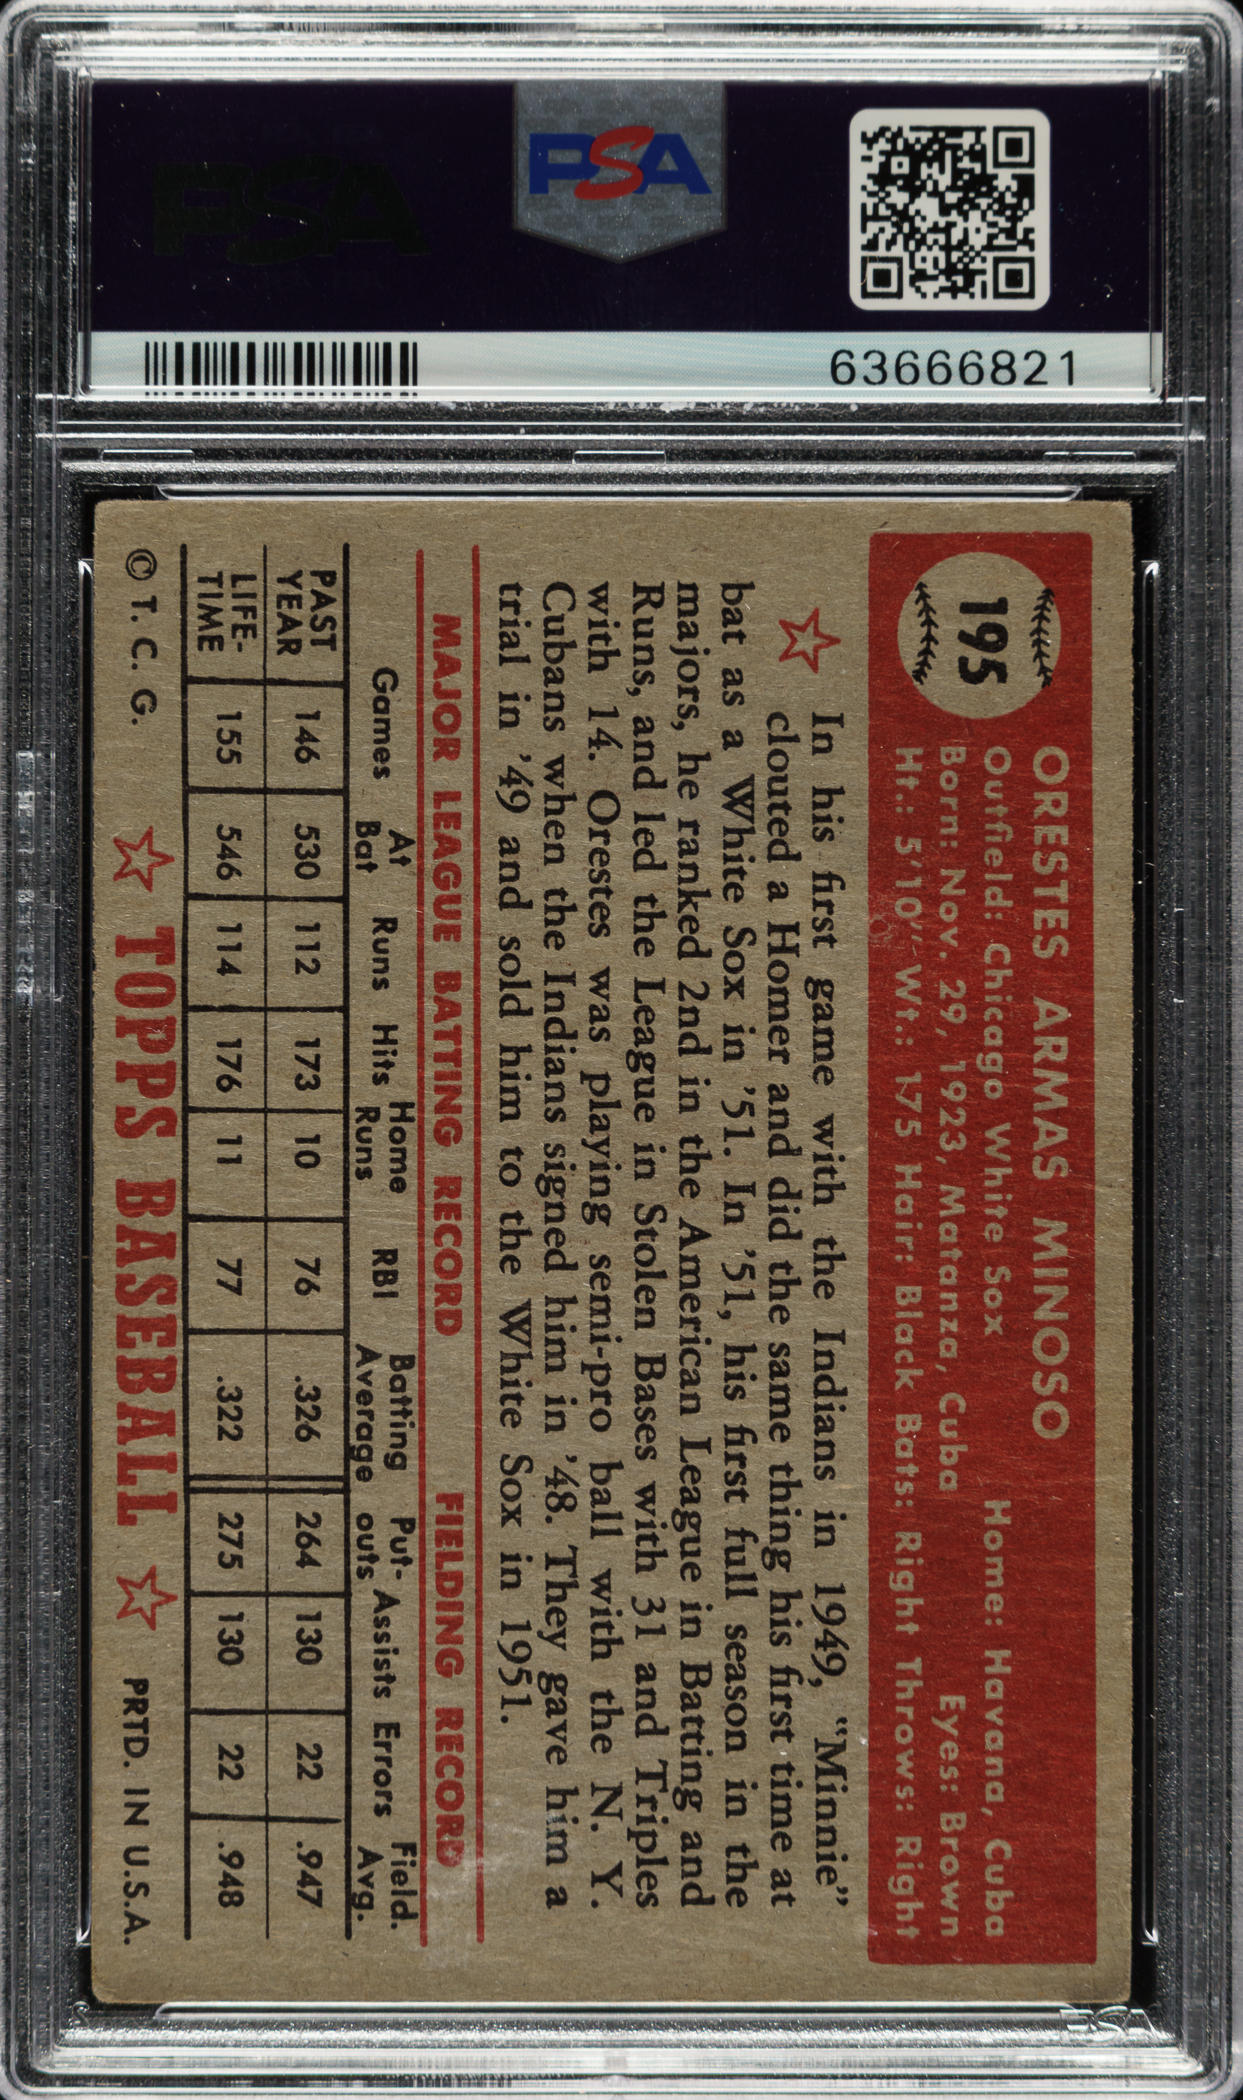 PSA
PSA
63666821
195
ORESTES ARMAS MINOSO
Outfield: Chicago White Sox Home: Havana, Cuba
Born: Nov. 29, 1923, Matanza, Cuba Eyes: Brown
Ht.: 5'10" Wt.: 175 Hair: Black Bats: Right Throws: Right
In his first game with the Indians in 1949, "Minnie"
clouted a Homer and did the same thing his first time at
bat as a White Sox in '51. In '51, his first full season in the
majors, he ranked 2nd in the American League in Batting and
Runs, and led the League in Stolen Bases with 31 and Triples
with 14. Orestes was playing semi-pro ball with the N. Y.
Cubans when the Indians signed him in '48. They gave him a
trial in '49 and sold him to the White Sox in 1951.
MAJOR LEAGUE BATTING RECORD FIELDING RECORD
Games At Bat Runs Hits Home Runs RBI Batting Average Put-outs Assists Errors Field. Avg.
PAST YEAR 146 530 112 173 10 76 .326 264 130 22 .947
LIFE-TIME 155 546 114 176 11 77 .322 275 130 22 .948
© T. C. G. TOPPS BASEBALL PRTD. IN U.S.A.
PSA